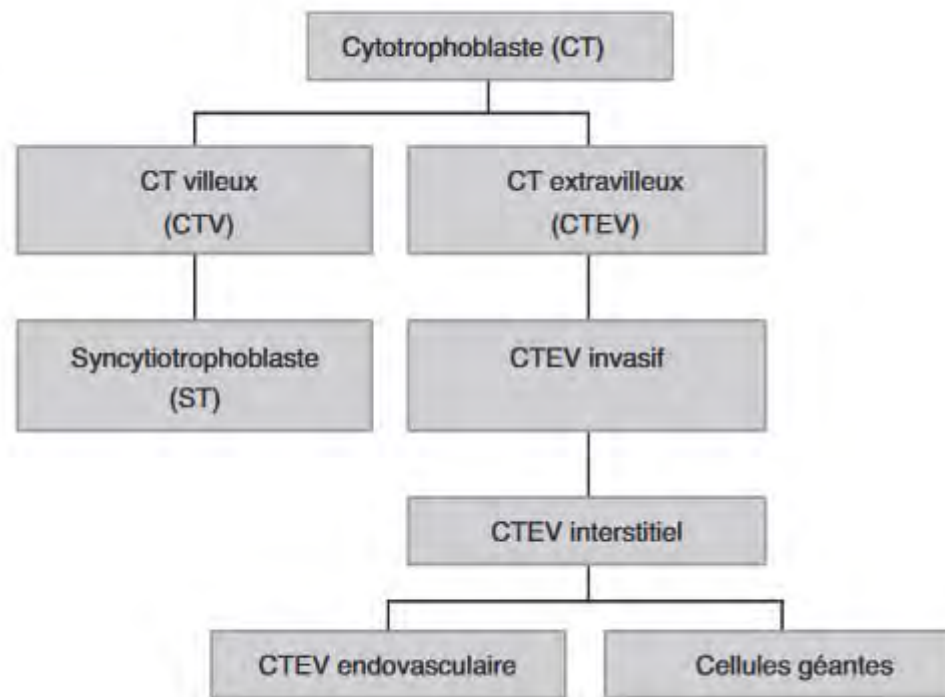 Cytotrophoblaste (CT)
CT villeux
(CTV)
CT extravilleux
(CTEV)
Syncytiotrophoblaste
(ST)
CTEV invasif
CTEV interstitiel
CTEV endovasculaire
Cellules géantes